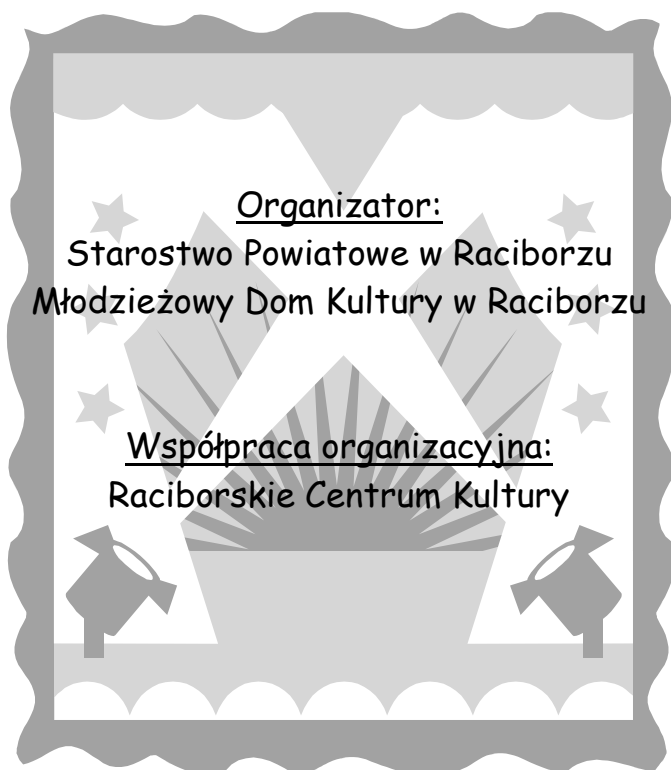 Organizator:
Starostwo Powiatowe w Raciborzu
Młodzieżowy Dom Kultury w Raciborzu
Współpraca organizacyjna:
Raciborskie Centrum Kultury